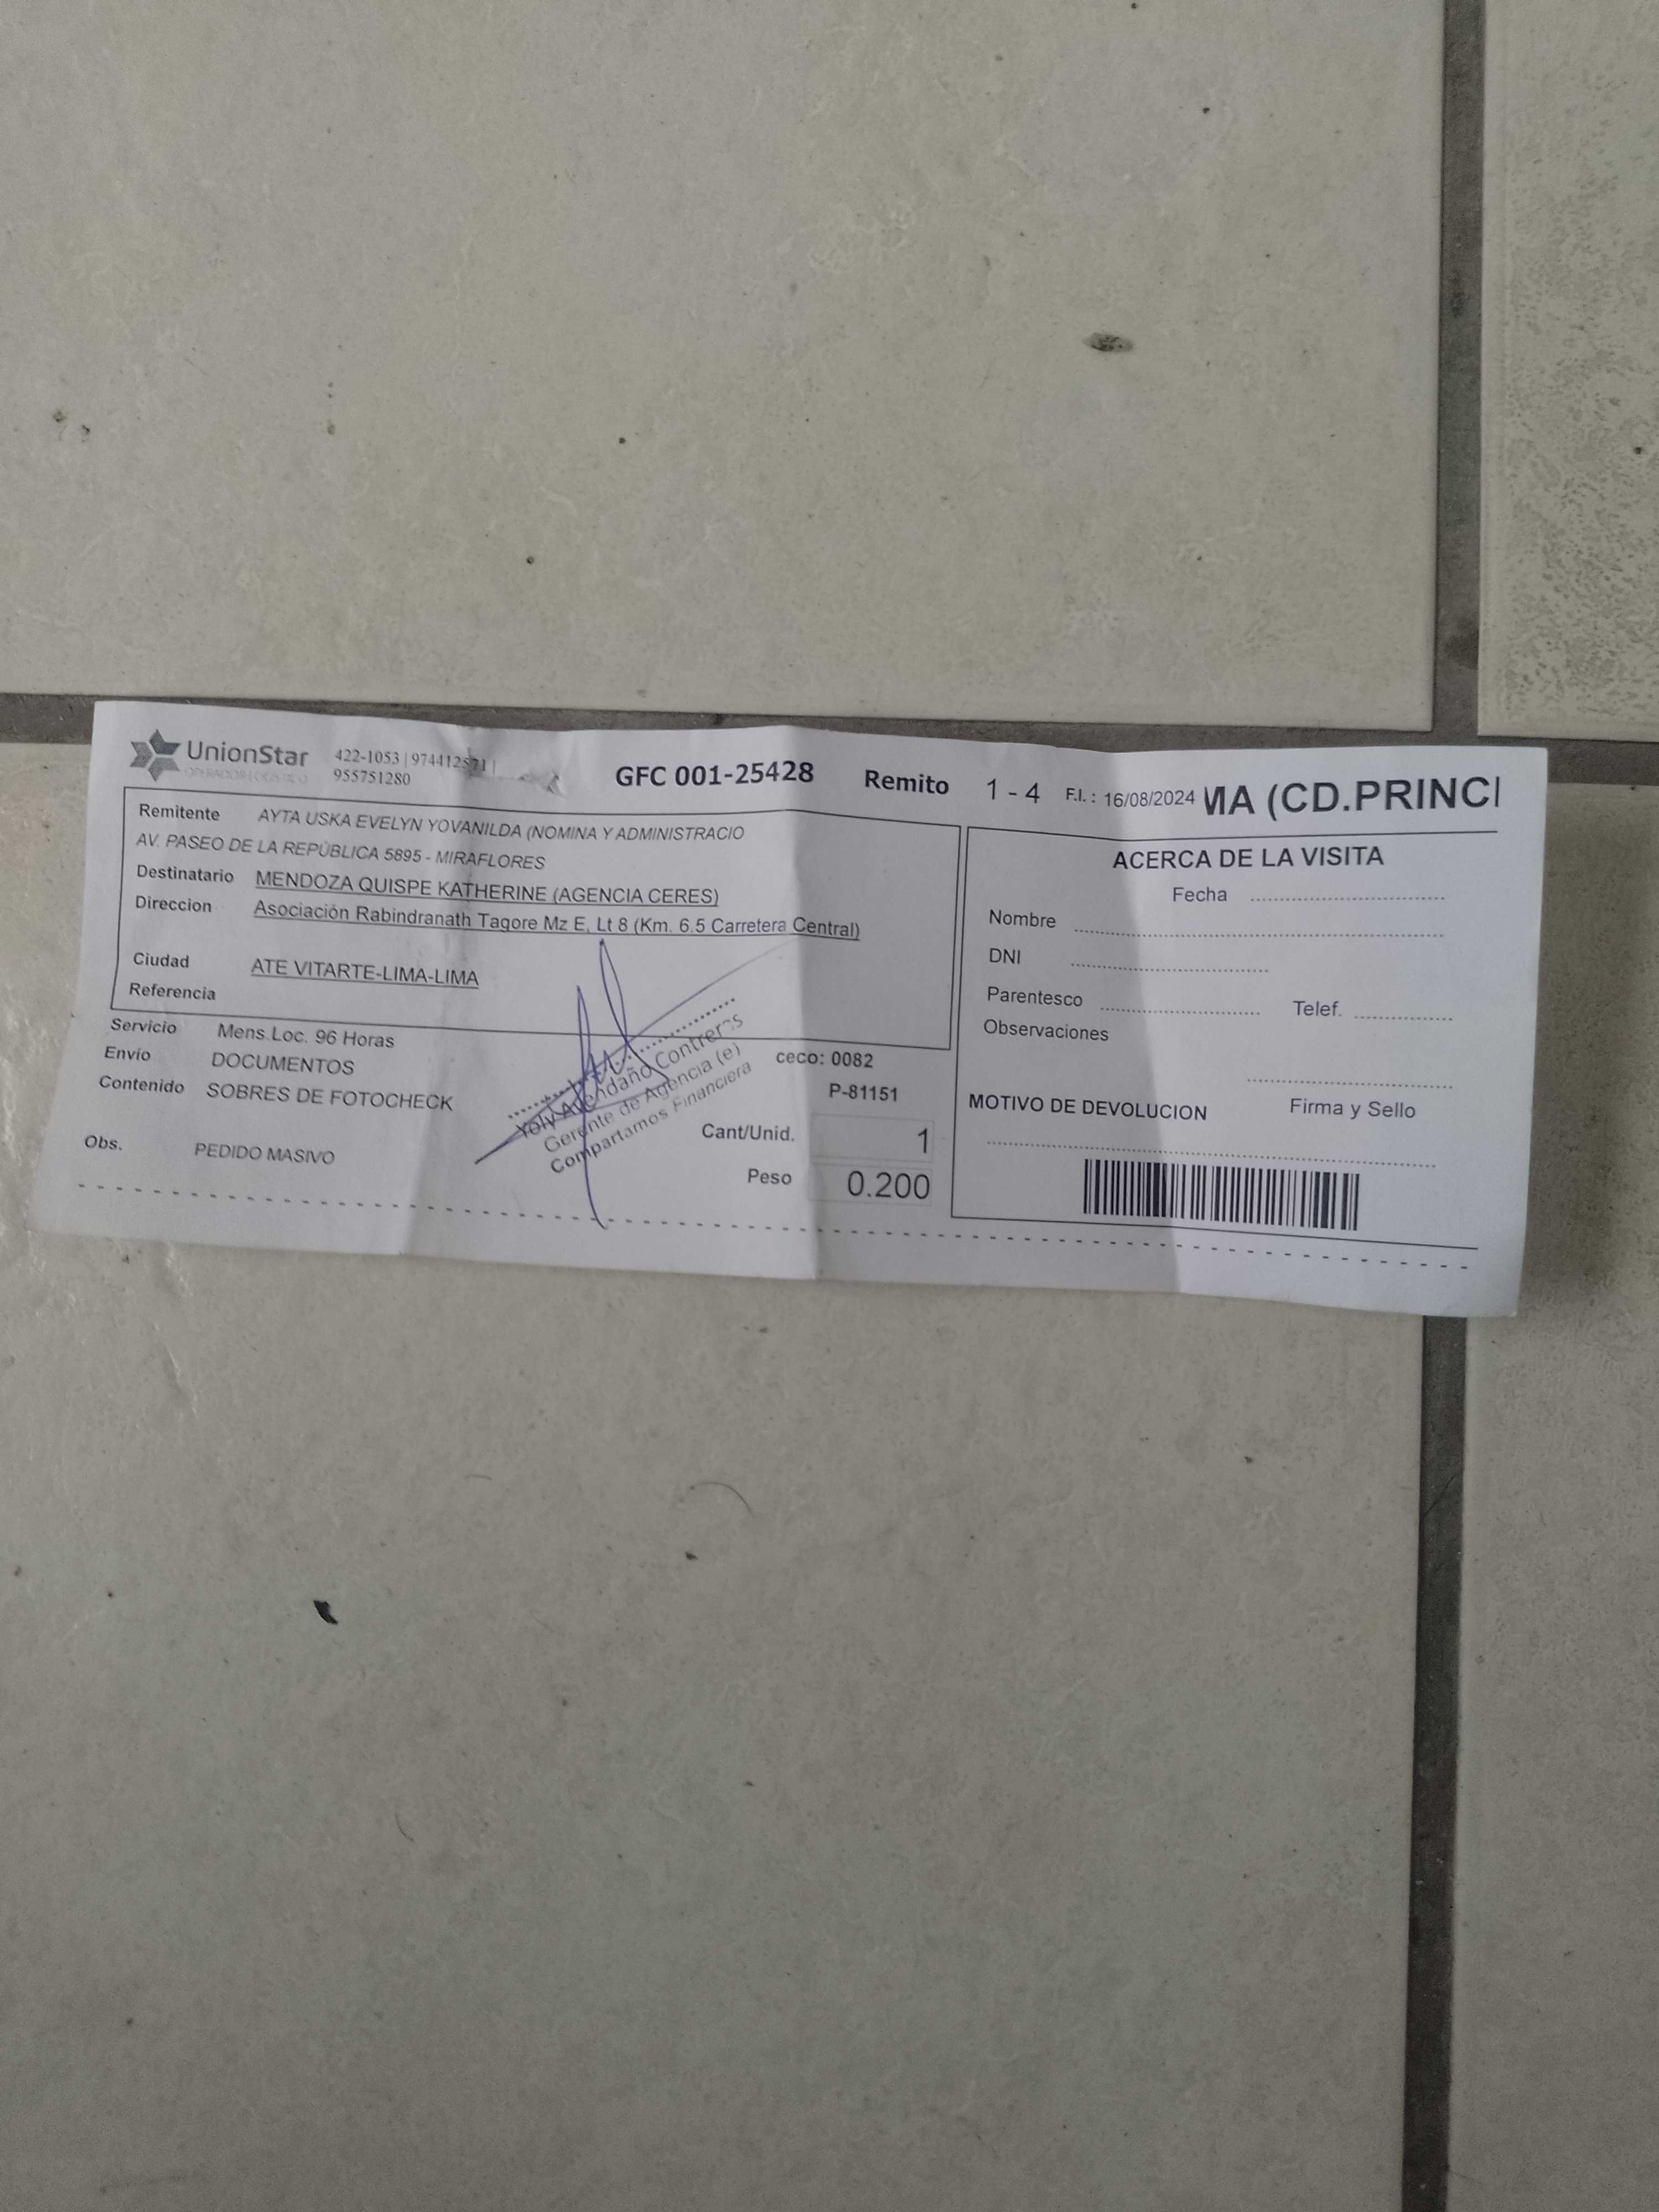 UnionStar
OPERADOR LOGISTICO
422-1053 | 974412571 |
955751280
GFC 001-25428
Remito 1 - 4
F.I. : 16/08/2024
MA (CD.PRINCI
Remitente AYTA USKA EVELYN YOVANILDA (NOMINA Y ADMINISTRACIO
AV. PASEO DE LA REPÚBLICA 5895 - MIRAFLORES
Destinatario MENDOZA QUISPE KATHERINE (AGENCIA CERES)
Direccion Asociación Rabindranath Tagore Mz E, Lt 8 (Km. 6.5 Carretera Central)
Ciudad ATE VITARTE-LIMA-LIMA
Referencia
Servicio Mens.Loc. 96 Horas
Envío DOCUMENTOS
Contenido SOBRES DE FOTOCHECK
Obs. PEDIDO MASIVO
Yoly Avendaño Contreras
Gerente de Agencia (e)
Compartamos Financiera
ceco: 0082
P-81151
Cant/Unid. 1
Peso 0.200
ACERCA DE LA VISITA
Fecha
Nombre
DNI
Parentesco Telef.
Observaciones
Firma y Sello
MOTIVO DE DEVOLUCION